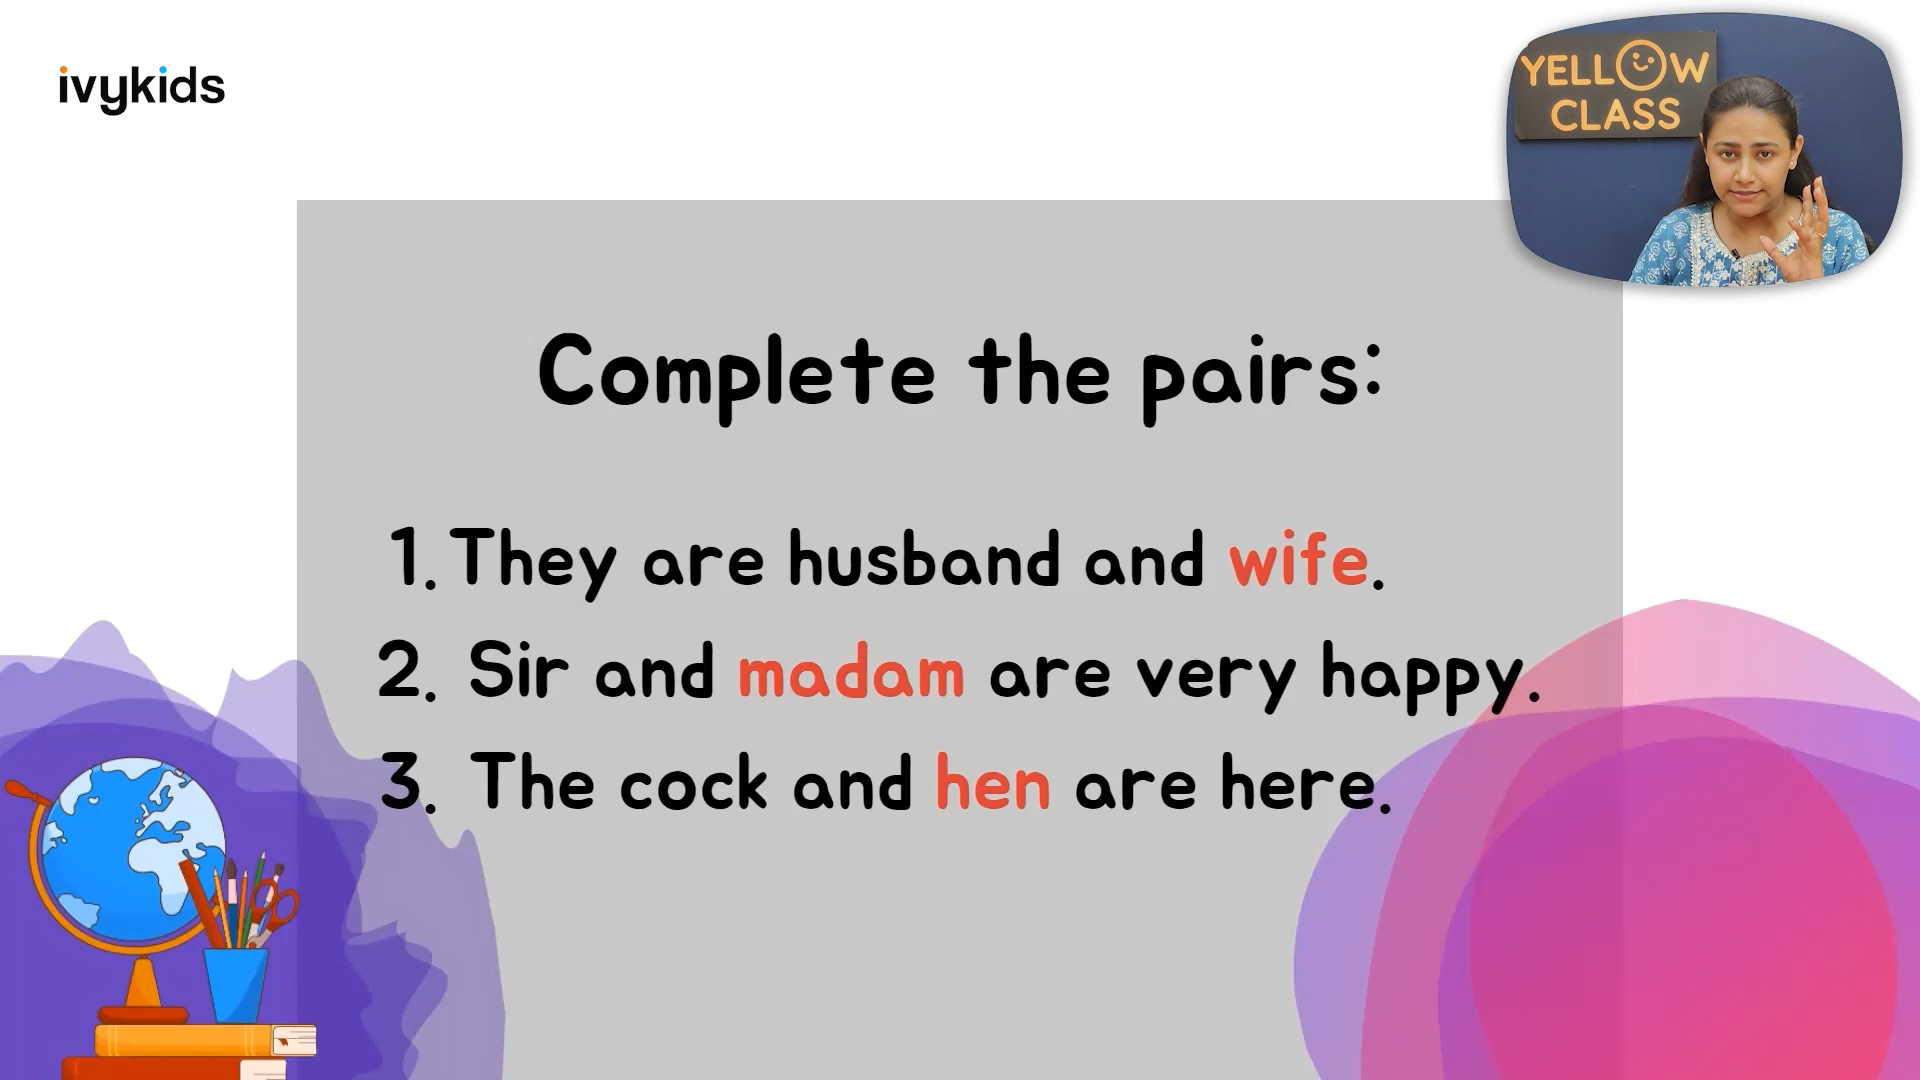 ivykids
YELLOW
CLASS
Complete the pairs:
1. They are husband and wife.
2. Sir and madam are very happy.
3. The cock and hen are here.